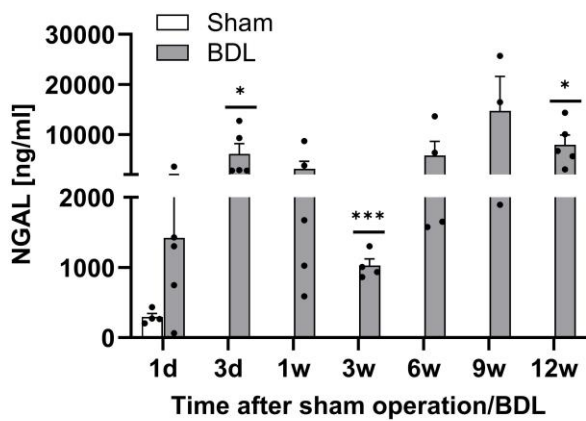 Sham
BDL
NGAL [ng/ml]
30000
20000
10000
2000
1000
0
*
***
*
1d 3d 1w 3w 6w 9w 12w
Time after sham operation/BDL